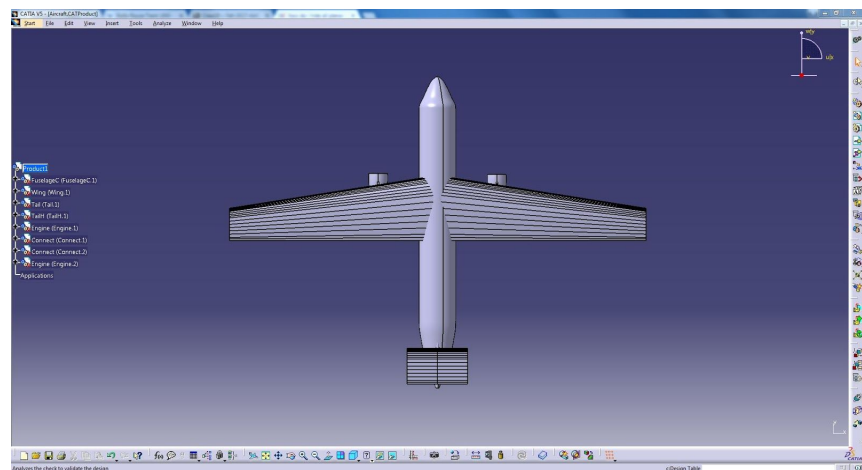 CATIA V5 - [Aircraft.CATProduct]
Start File Edit View Insert Tools Analyze Window Help
Product1
FuselageC (FuselageC.1)
Wing (Wing.1)
Tail (Tail.1)
TailH (TailH.1)
Engine (Engine.1)
Connect (Connect.1)
Connect (Connect.2)
Engine (Engine.2)
Applications
Analyzes the check to validate the design
c:Design Table
CATIA